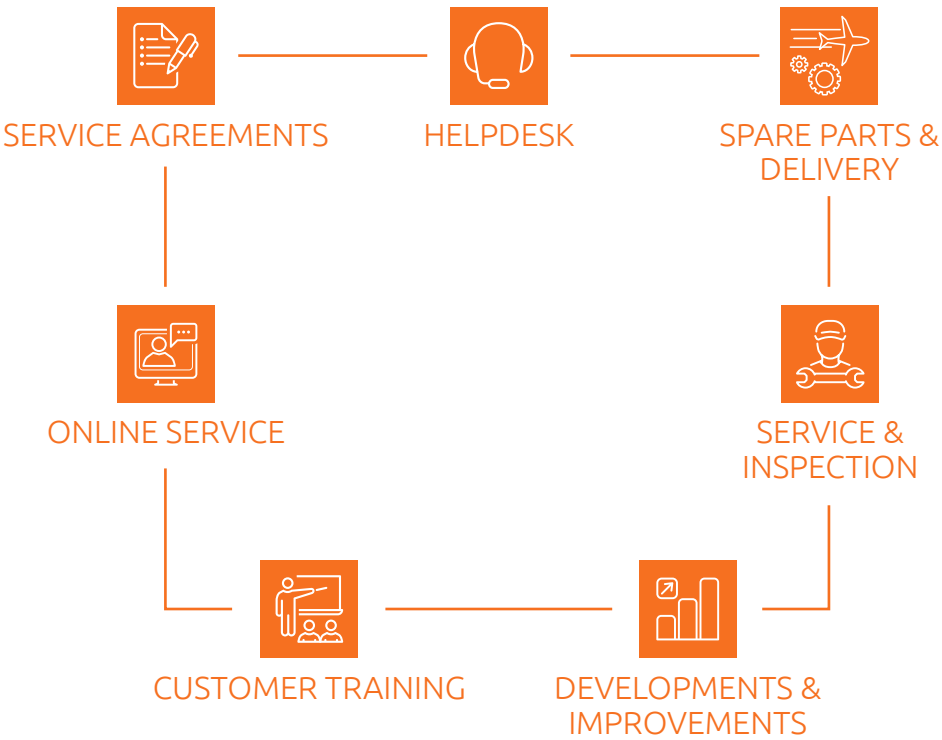 SERVICE AGREEMENTS
HELPDESK
SPARE PARTS &
DELIVERY
ONLINE SERVICE
SERVICE &
INSPECTION
CUSTOMER TRAINING
DEVELOPMENTS &
IMPROVEMENTS